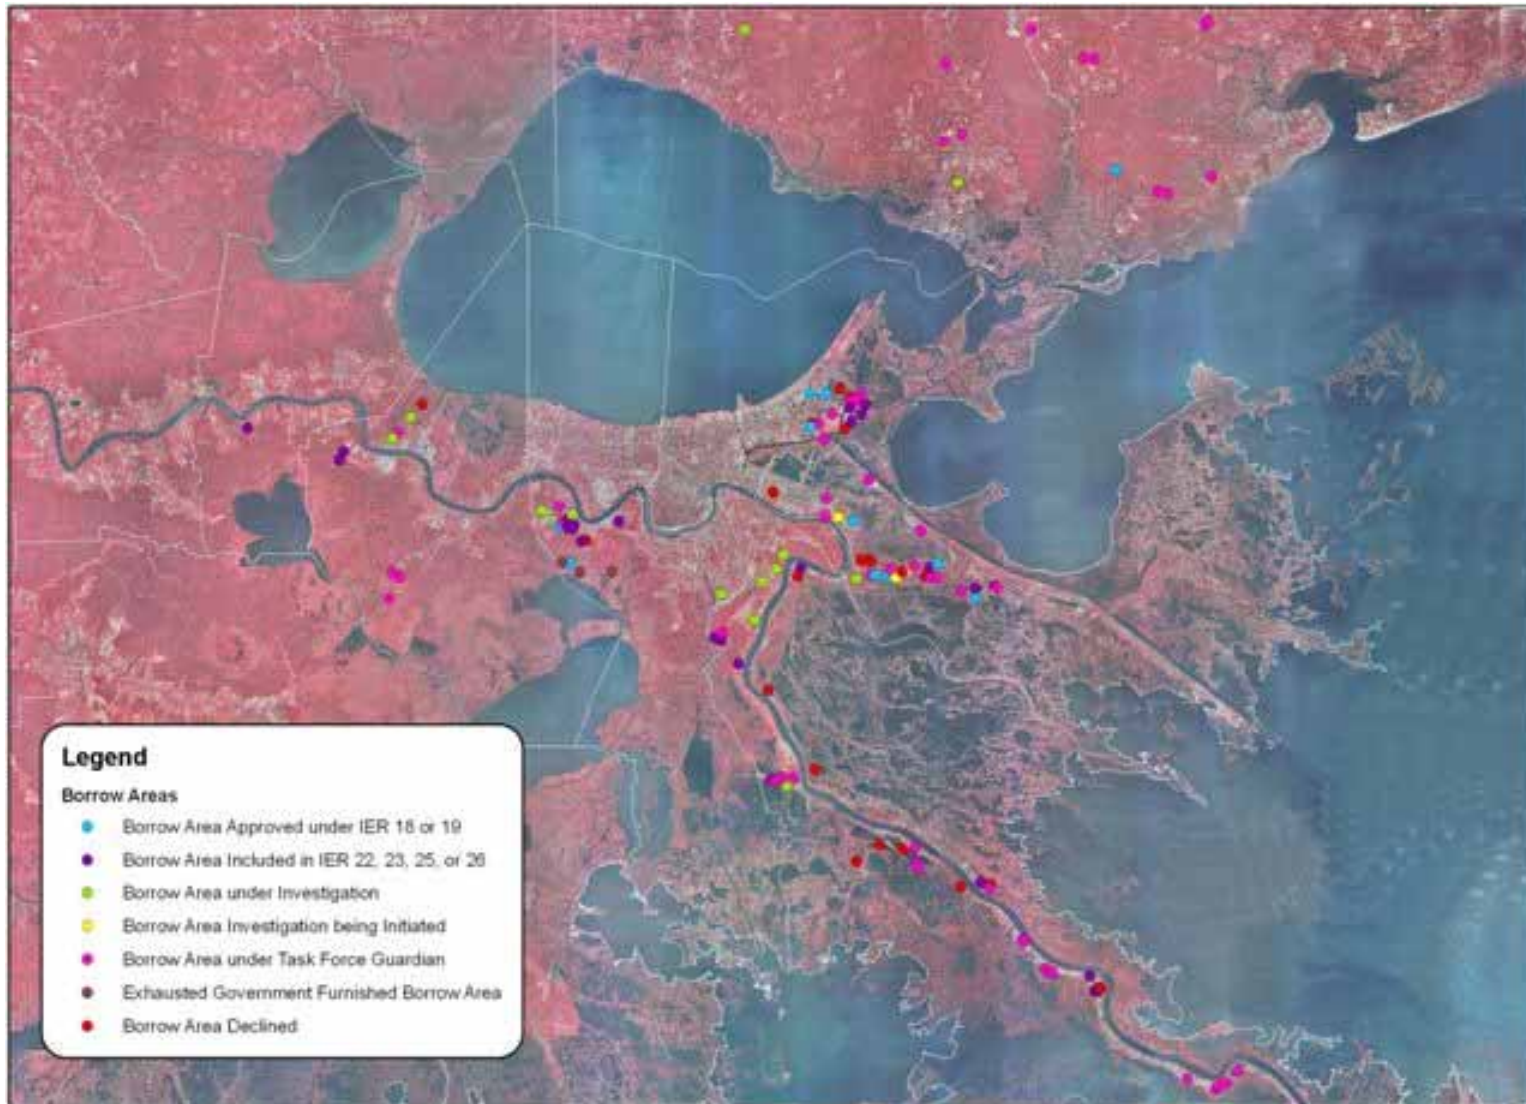 Legend
Borrow Areas
Borrow Area Approved under IER 18 or 19
Borrow Area Included in IER 22, 23, 25, or 26
Borrow Area under Investigation
Borrow Area Investigation being Initiated
Borrow Area under Task Force Guardian
Exhausted Government Furnished Borrow Area
Borrow Area Declined